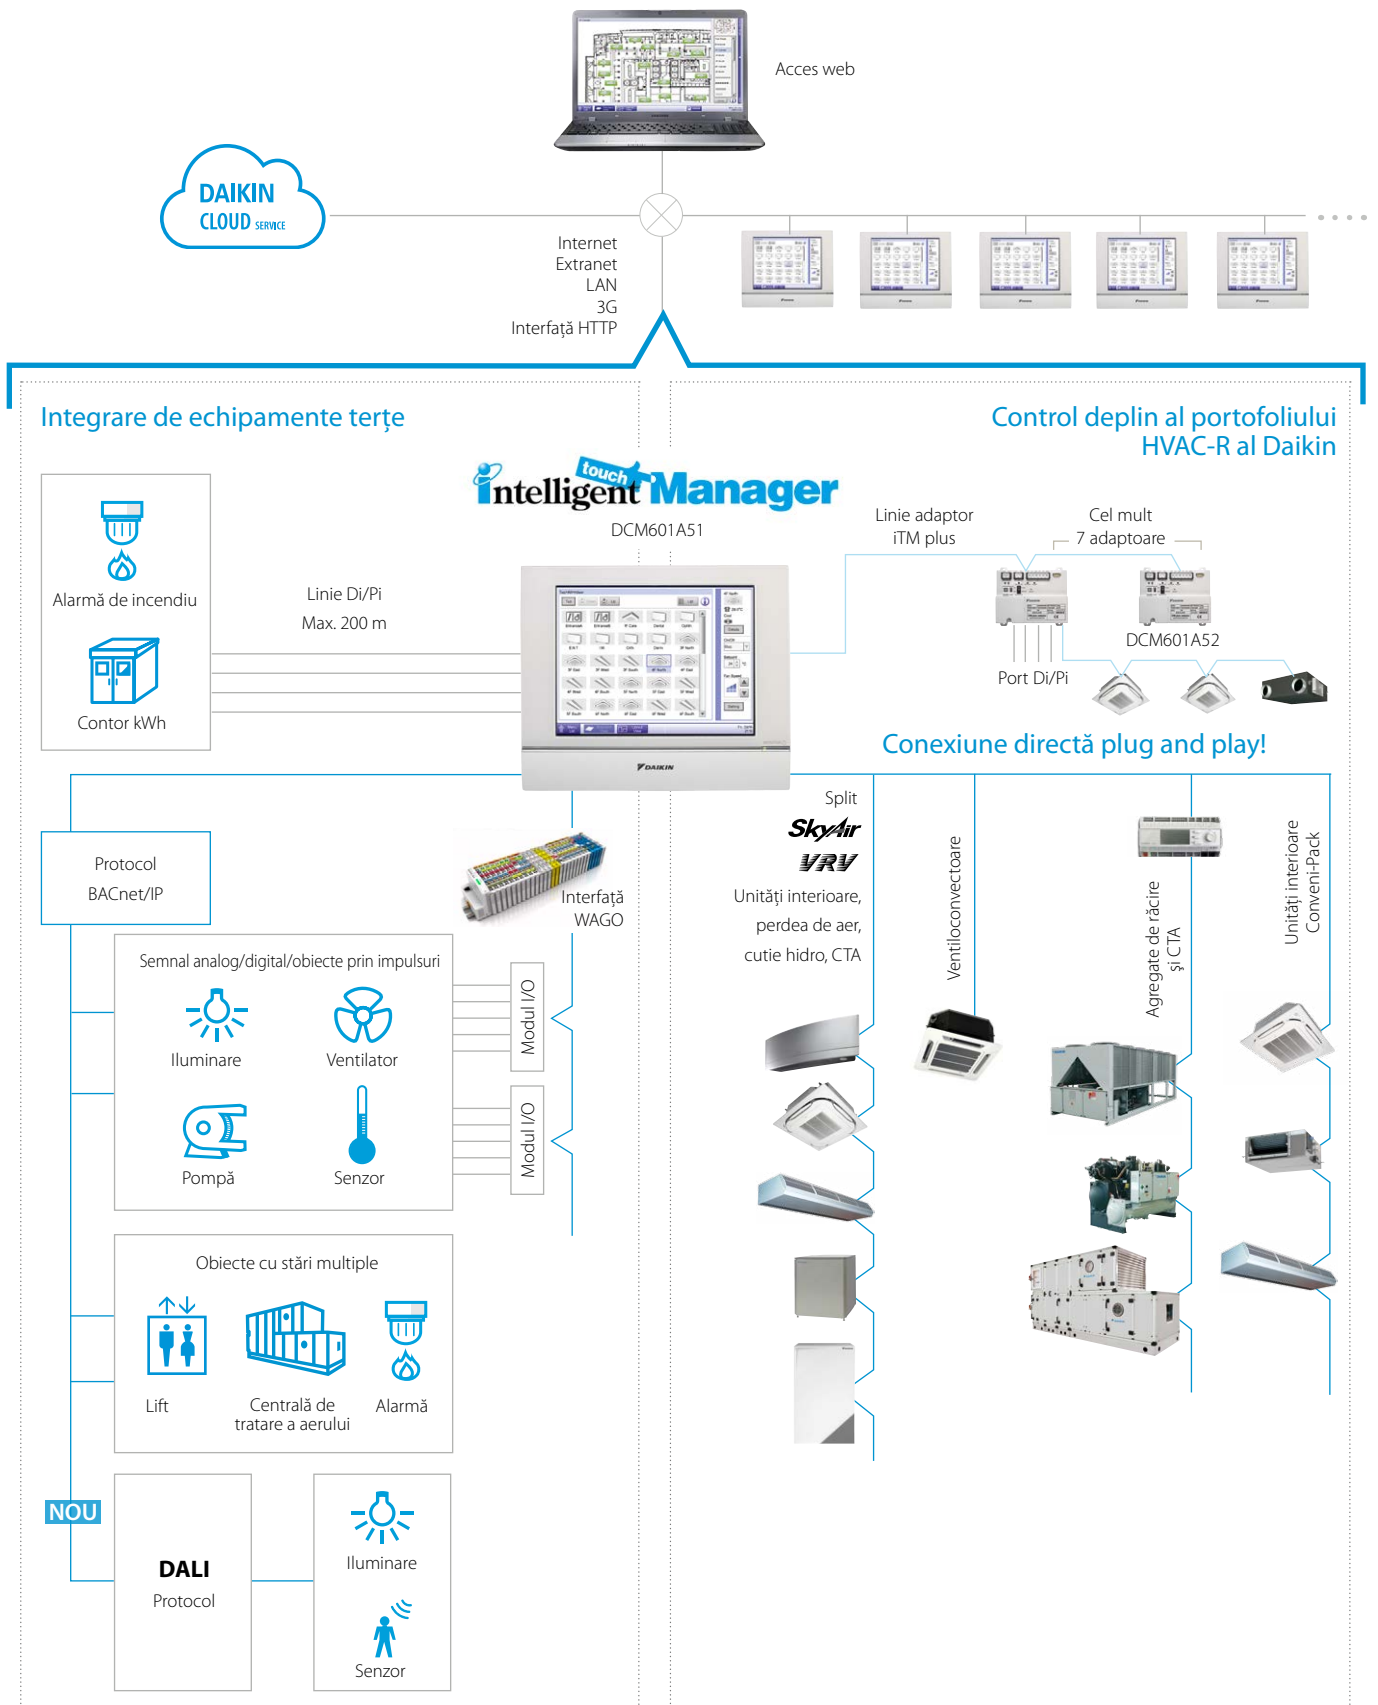 Acces web
DAIKIN
CLOUD SERVICE
Internet
Extranet
LAN
3G
Interfață HTTP
Integrare de echipamente terțe
Control deplin al portofoliului
HVAC-R al Daikin
intelligent touch Manager
DCM601A51
Alarmă de incendiu
Contor kWh
Linie Di/Pi
Max. 200 m
Linie adaptor
iTM plus
Cel mult
7 adaptoare
DCM601A52
Port Di/Pi
DAIKIN
Conexiune directă plug and play!
Protocol
BACnet/IP
Interfață
WAGO
Split
SkyAir
VRV
Unități interioare,
perdea de aer,
cutie hidro, CTA
Ventiloconvectoare
Agregate de răcire
și CTA
Unități interioare
Conveni-Pack
Semnal analog/digital/obiecte prin impulsuri
Iluminare
Ventilator
Pompă
Senzor
Modul I/O
Modul I/O
Obiecte cu stări multiple
Lift
Centrală de
tratare a aerului
Alarmă
NOU
DALI
Protocol
Iluminare
Senzor